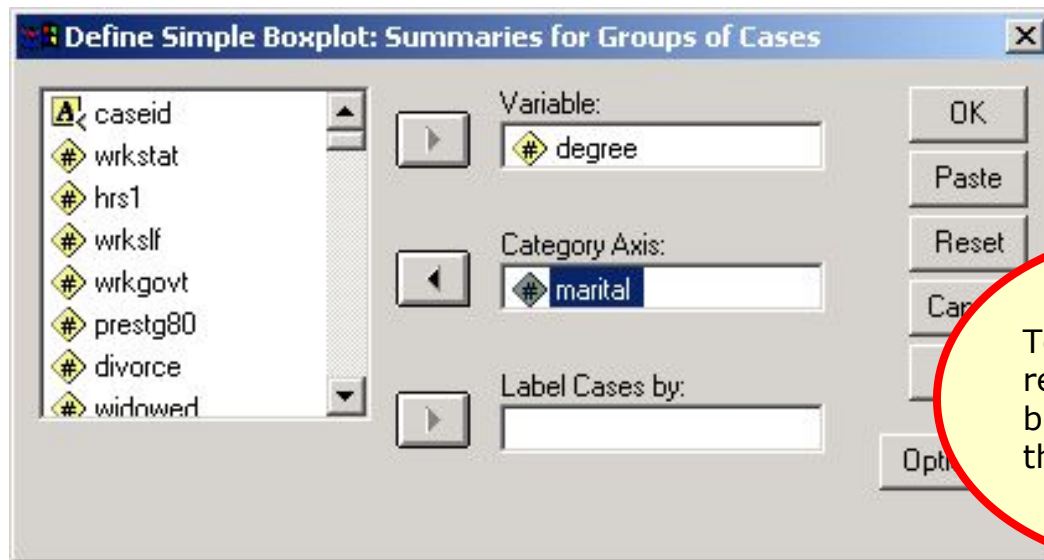 Define Simple Boxplot: Summaries for Groups of Cases
caseid
wrkstat
hrs1
wrkslf
wrkgovt
prestg80
divorce
widowed
Variable:
degree
Category Axis:
marital
Label Cases by:
OK
Paste
Reset